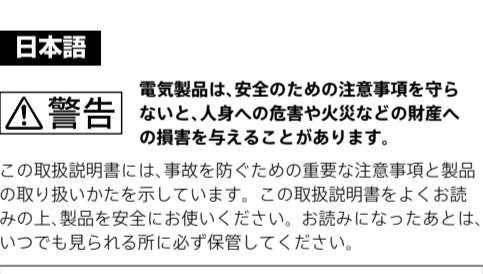 日本語
警告
電気製品は、安全のための注意事項を守ら
ないと、人身への危害や火災などの財産へ
の損害を与えることがあります。
この取扱説明書には、事故を防ぐための重要な注意事項と製品
の取り扱いかたを示しています。この取扱説明書をよくお読
みの上、製品を安全にお使いください。お読みになったあとは、
いつでも見られる所に必ず保管してください。